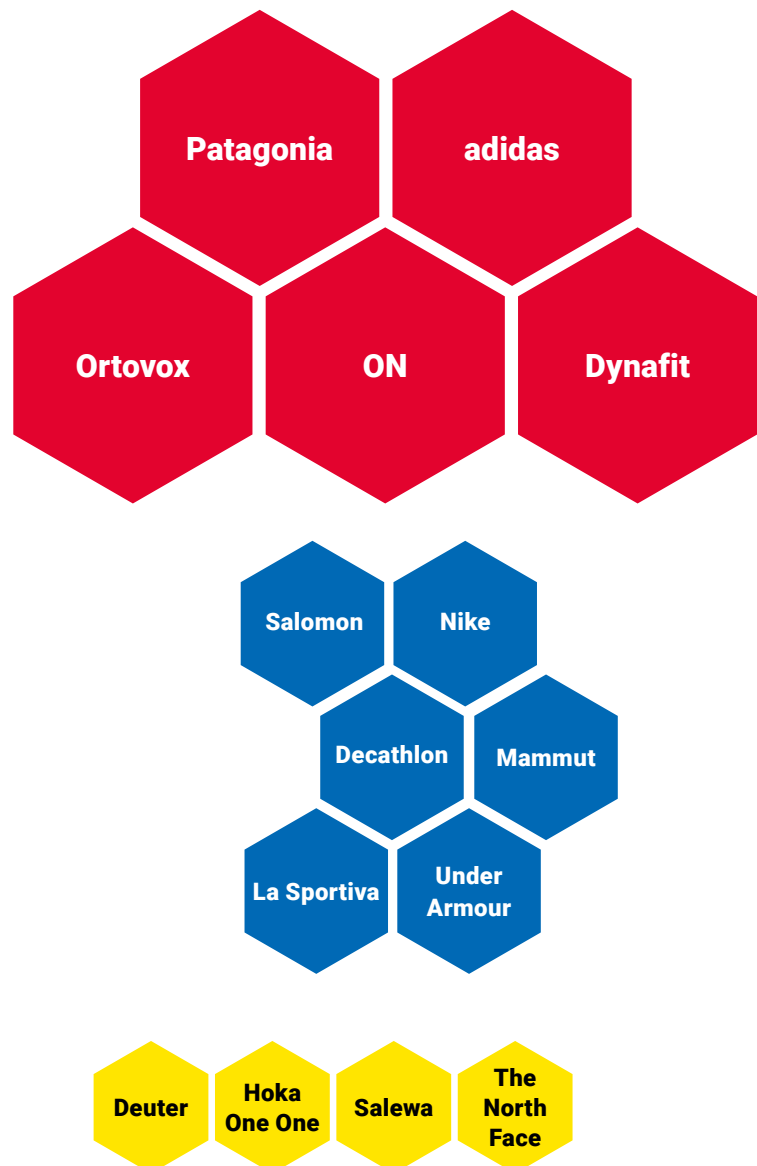 Patagonia
adidas
Ortovox
ON
Dynafit
Salomon
Nike
Decathlon
Mammut
La Sportiva
Under
Armour
Deuter
Hoka
One One
Salewa
The
North
Face